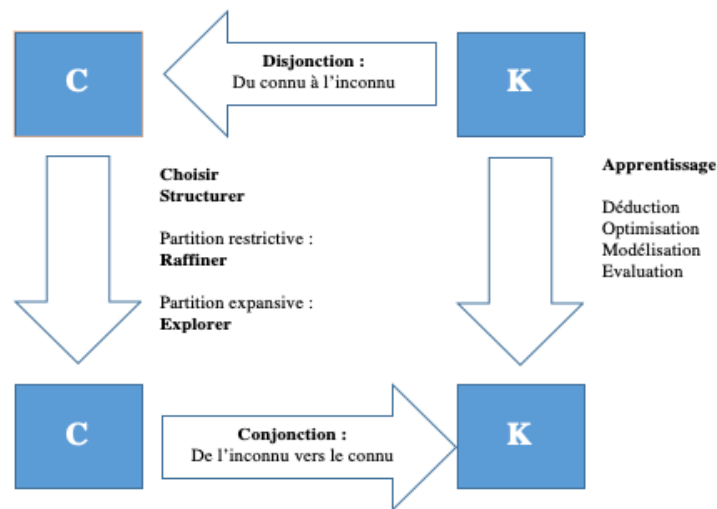 C
Disjonction :
Du connu à l’inconnu
K
Choisir
Structurer
Partition restrictive :
Raffiner
Partition expansive :
Explorer
Apprentissage
Déduction
Optimisation
Modélisation
Evaluation
C
Conjonction :
De l’inconnu vers le connu
K